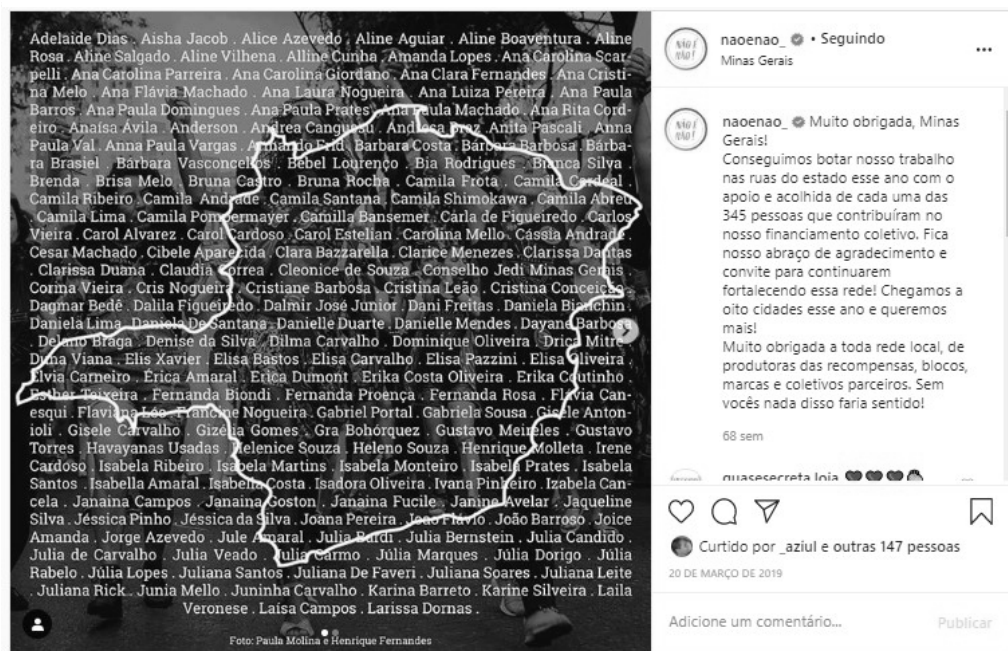 Adelaide Dias . Aisha Jacob . Alice Azevedo . Aline Aguiar . Aline Boaventura . Aline
Rosa . Aline Salgado . Aline Vilhena . Alline Cunha . Amanda Lopes . Ana Carolina Scar-
pelli . Ana Carolina Parreira . Ana Carolina Giordano . Ana Clara Fernandes . Ana Cristi-
na Melo . Ana Flávia Machado . Ana Laura Nogueira . Ana Luiza Pereira . Ana Paula
Barros . Ana Paula Domingues . Ana Paula Prates . Ana Paula Machado . Ana Rita Cord-
eiro . Anaísa Ávila . Anderson . Andrea Cangussu . Andreea Braz . Anita Pascali . Anna
Paula Val . Anna Paula Vargas . Armando . Barbara Costa . Bárbara Barbosa . Bárba-
ra Brasiel . Bárbara Vasconcelos . Bebel Lourenço . Bia Rodrigues . Bianca Silva .
Brenda . Brisa Melo . Bruna Castro . Bruna Rocha . Camila Frota . Camila Cardeal .
Camila Ribeiro . Camila Andrade . Camila Santana . Camila Shimokawa . Camila Abreu
. Camila Lima . Camila Pommermayer . Camilla Bansemer . Carla de Figueiredo . Carlos
Vieira . Carol Alvarez . Carol Cardoso . Carol Estelian . Carolina Mello . Cássia Andrade .
Cesar Machado . Cibele Aparecida . Clara Bazzarella . Clarice Menezes . Clarissa Dantas
. Clarissa Duana . Claudia Correa . Cleonice de Souza . Conselho Jedi Minas Gerais .
Corina Vieira . Cris Nogueira . Cristiane Barbosa . Cristina Leão . Cristina Conceição .
Dagmar Bedê . Dalila Figueiredo . Dalmir José Junior . Dani Freitas . Daniela Bianchin .
Daniela Lima . Daniela De Santana . Danielle Duarte . Danielle Mendes . Dayane Barbosa
. Delano Braga . Denise da Silva . Dilma Carvalho . Dominique Oliveira . Drica Mitre .
Duna Viana . Elis Xavier . Elisa Bastos . Elisa Carvalho . Elisa Pazzini . Elisa Oliveira .
Elvia Carneiro . Érica Amaral . Erica Dumont . Erika Costa Oliveira . Erika Coutinho .
Esther Teixeira . Fernanda Biondi . Fernanda Proença . Fernanda Rosa . Flávia Can-
esqui . Flaviana Lós . Francine Nogueira . Gabriel Portal . Gabriela Sousa . Gisele Anton-
ioli . Gisele Carvalho . Gizélia Gomes . Gra Bohórquez . Gustavo Meireles . Gustavo
Torres . Havayanas Usadas . Helenice Souza . Heleno Souza . Henrique Molleta . Irene
Cardoso . Isabela Ribeiro . Isabela Martins . Isabela Monteiro . Isabela Prates . Isabela
Santos . Isabella Amaral . Isabella Costa . Isadora Oliveira . Ivana Pinheiro . Izabela Can-
cela . Janaina Campos . Janaina Soston . Janaina Fucile . Janine Avelar . Jaqueline
Silva . Jéssica Pinho . Jéssica da Silva . Joana Pereira . Joao Flávio . João Barroso . Joice
Amanda . Jorge Azevedo . Jule Amaral . Julia Baldi . Julia Bernstein . Julia Candido .
Julia de Carvalho . Julia Veado . Julia Carmo . Júlia Marques . Júlia Dorigo . Júlia
Rabelo . Júlia Lopes . Juliana Santos . Juliana De Faveri . Juliana Soares . Juliana Leite
. Juliana Rick . Junia Mello . Juninha Carvalho . Karina Barreto . Karine Silveira . Laila
Veronese . Laísa Campos . Larissa Dornas .
Foto: Paula Molina e Henrique Fernandes
NÃO É NÃO!
naoenao_ • Seguindo
Minas Gerais
NÃO É NÃO!
naoenao_ Muito obrigada, Minas
Gerais!
Conseguimos botar nosso trabalho
nas ruas do estado esse ano com o
apoio e acolhida de cada uma das
345 pessoas que contribuíram no
nosso financiamento coletivo. Fica
nosso abraço de agradecimento e
convite para continuarem
fortalecendo essa rede! Chegamos a
oito cidades esse ano e queremos
mais!
Muito obrigada a toda rede local, de
produtoras das recompensas, blocos,
marcas e coletivos parceiros. Sem
vocês nada disso faria sentido!
68 sem
quasesecreta.loja
Curtido por _aziul e outras 147 pessoas
20 DE MARÇO DE 2019
Adicione um comentário...
Publicar